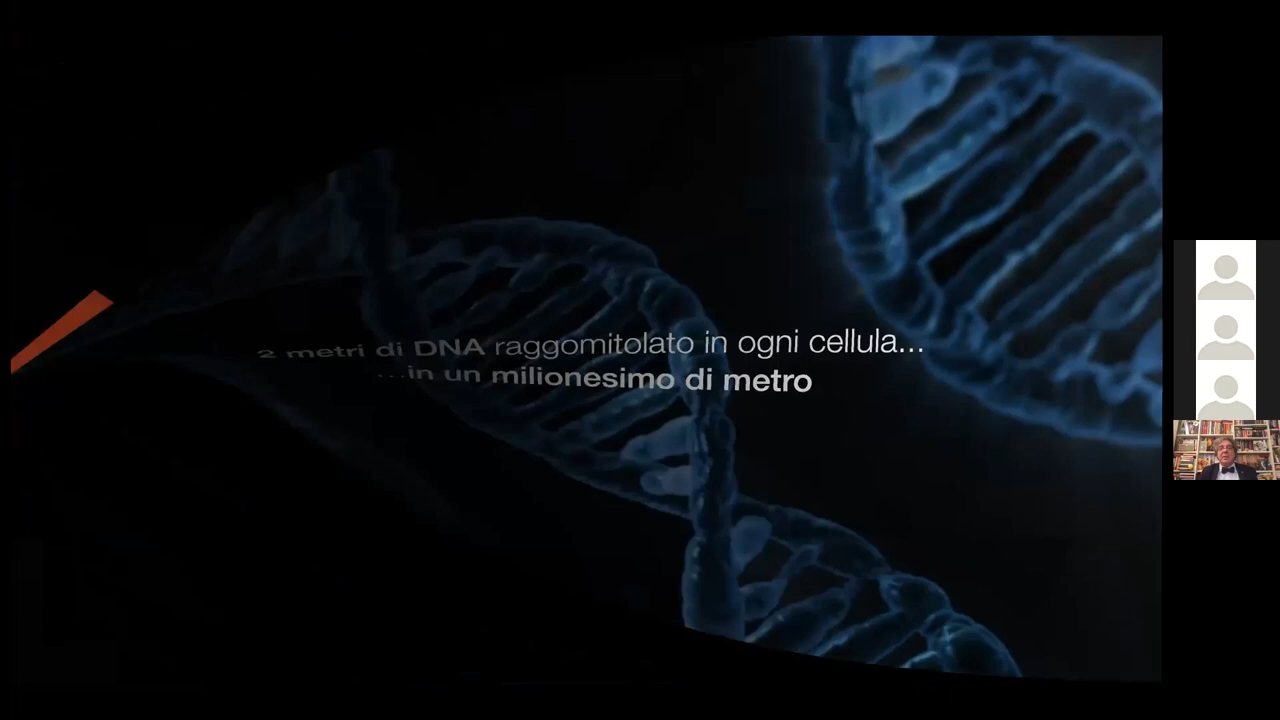 2 metri di DNA raggomitolato in ogni cellula...
...in un milionesimo di metro